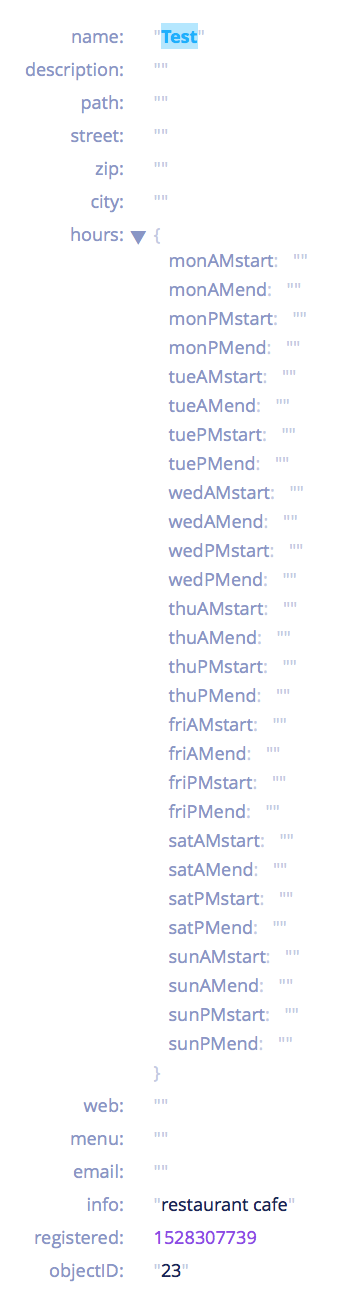 name: "Test"
description: ""
path: ""
street: ""
zip: ""
city: ""
hours: ▼ {
monAMstart: ""
monAMend: ""
monPMstart: ""
monPMend: ""
tueAMstart: ""
tueAMend: ""
tuePMstart: ""
tuePMend: ""
wedAMstart: ""
wedAMend: ""
wedPMstart: ""
wedPMend: ""
thuAMstart: ""
thuAMend: ""
thuPMstart: ""
thuPMend: ""
friAMstart: ""
friAMend: ""
friPMstart: ""
friPMend: ""
satAMstart: ""
satAMend: ""
satPMstart: ""
satPMend: ""
sunAMstart: ""
sunAMend: ""
sunPMstart: ""
sunPMend: ""
}
web: ""
menu: ""
email: ""
info: "restaurant cafe"
registered: 1528307739
objectID: "23"